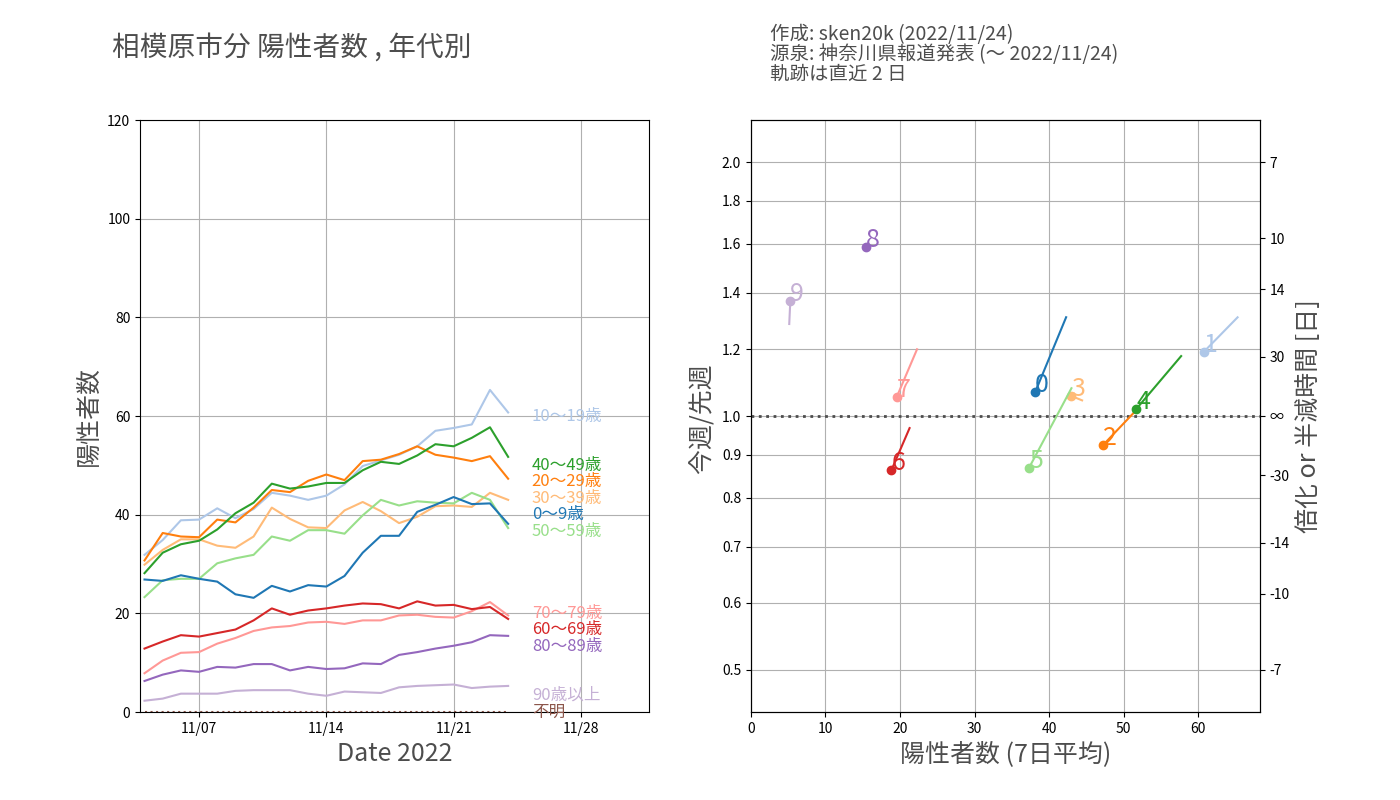 相模原市分 陽性者数 , 年代別
作成: sken20k (2022/11/24)
源泉: 神奈川県報道発表 (〜 2022/11/24)
軌跡は直近 2 日
陽性者数
120
100
80
60
40
20
0
10〜19歳
40〜49歳
20〜29歳
30〜39歳
0〜9歳
50〜59歳
70〜79歳
60〜69歳
80〜89歳
90歳以上
不明
11/07
11/14
11/21
11/28
Date 2022
今週/先週
2.0
1.8
1.6
1.4
1.2
1.0
0.9
0.8
0.7
0.6
0.5
8
9
1
7
0
3
4
2
6
5
7
10
14
30
∞
-30
-14
-10
-7
倍化 or 半減時間 [日]
0
10
20
30
40
50
60
陽性者数 (7日平均)